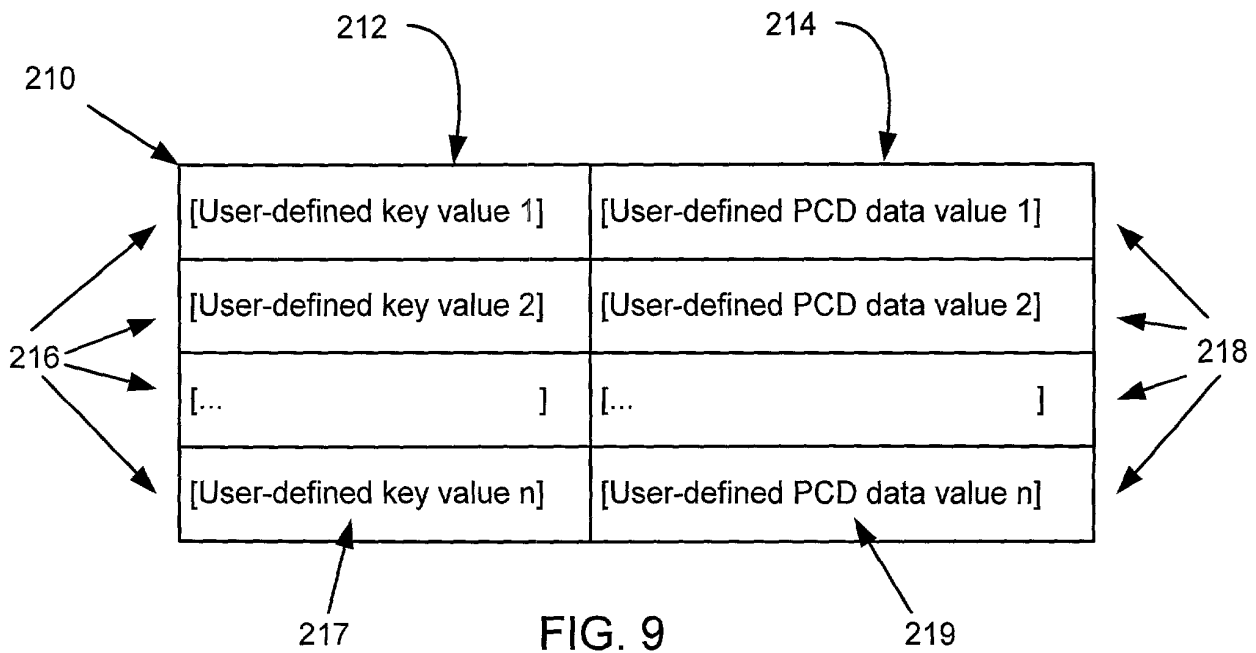 212
214
210
[User-defined key value 1] [User-defined PCD data value 1]
[User-defined key value 2] [User-defined PCD data value 2]
216
218
[... ] [... ]
[User-defined key value n] [User-defined PCD data value n]
217
FIG. 9
219